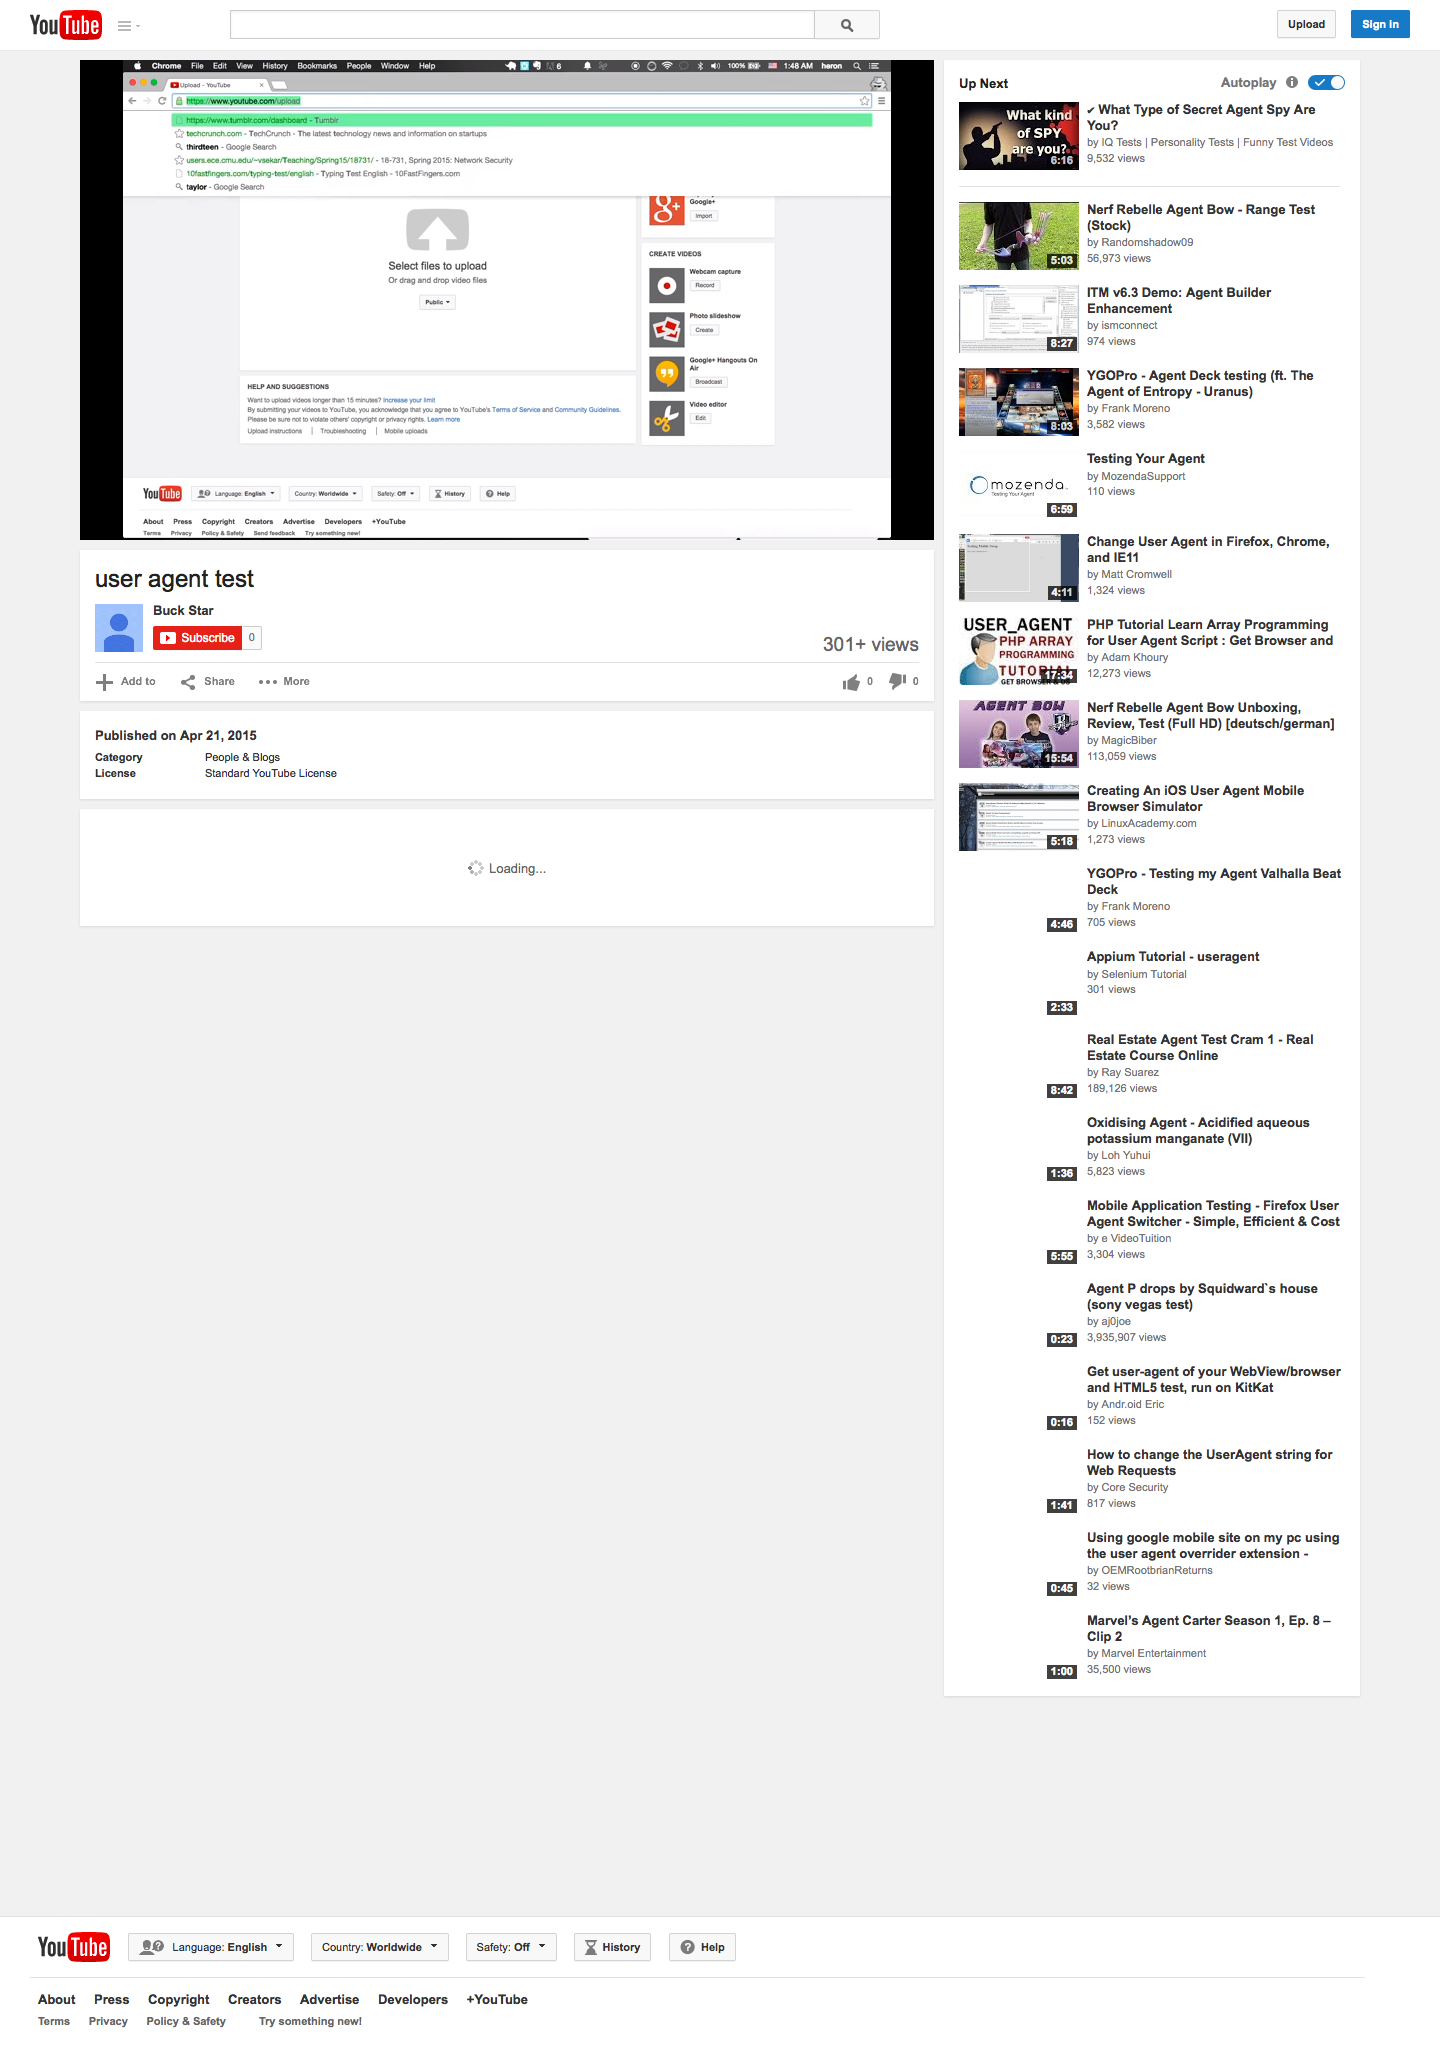 YouTube
Upload
Sign in
Chrome File Edit View History Bookmarks People Window Help
6
100%
1:48 AM heron
Upload - YouTube
https://www.youtube.com/upload
https://www.tumblr.com/dashboard - Tumblr
techcrunch.com - TechCrunch - The latest technology news and information on startups
thirdteen - Google Search
users.ece.cmu.edu/~vsekar/Teaching/Spring15/18731/ - 18-731, Spring 2015: Network Security
10fastfingers.com/typing-test/english - Typing Test English - 10FastFingers.com
taylor - Google Search
Google+
Import
Select files to upload
Or drag and drop video files
Public
CREATE VIDEOS
Webcam capture
Record
Photo slideshow
Create
Google+ Hangouts On
Air
Broadcast
Video editor
Edit
HELP AND SUGGESTIONS
Want to upload videos longer than 15 minutes? Increase your limit
By submitting your videos to YouTube, you acknowledge that you agree to YouTube's Terms of Service and Community Guidelines.
Please be sure not to violate others' copyright or privacy rights. Learn more
Upload instructions | Troubleshooting | Mobile uploads
YouTube
Language: English
Country: Worldwide
Safety: Off
History
Help
About Press Copyright Creators Advertise Developers +YouTube
Terms Privacy Policy & Safety Send feedback Try something new!
user agent test
Buck Star
Subscribe 0
301+ views
Add to
Share
More
0
0
Published on Apr 21, 2015
Category People & Blogs
License Standard YouTube License
Loading...
Up Next
Autoplay
What kind
of SPY
are you?
6:16
✔ What Type of Secret Agent Spy Are
You?
by IQ Tests | Personality Tests | Funny Test Videos
9,532 views
5:03
Nerf Rebelle Agent Bow - Range Test
(Stock)
by Randomshadow09
56,973 views
8:27
ITM v6.3 Demo: Agent Builder
Enhancement
by ismconnect
974 views
8:03
YGOPro - Agent Deck testing (ft. The
Agent of Entropy - Uranus)
by Frank Moreno
3,582 views
mozenda
Testing Your Agent
6:59
Testing Your Agent
by MozendaSupport
110 views
4:11
Change User Agent in Firefox, Chrome,
and IE11
by Matt Cromwell
1,324 views
USER_AGENT
PHP ARRAY
PROGRAMMING
TUTORIAL
GET BROWSER & OS
17:34
PHP Tutorial Learn Array Programming
for User Agent Script : Get Browser and
by Adam Khoury
12,273 views
AGENT BOW
15:54
Nerf Rebelle Agent Bow Unboxing,
Review, Test (Full HD) [deutsch/german]
by MagicBiber
113,059 views
5:18
Creating An iOS User Agent Mobile
Browser Simulator
by LinuxAcademy.com
1,273 views
4:46
YGOPro - Testing my Agent Valhalla Beat
Deck
by Frank Moreno
705 views
2:33
Appium Tutorial - useragent
by Selenium Tutorial
301 views
8:42
Real Estate Agent Test Cram 1 - Real
Estate Course Online
by Ray Suarez
189,126 views
1:36
Oxidising Agent - Acidified aqueous
potassium manganate (VII)
by Loh Yuhui
5,823 views
5:55
Mobile Application Testing - Firefox User
Agent Switcher - Simple, Efficient & Cost
by e VideoTuition
3,304 views
0:23
Agent P drops by Squidward`s house
(sony vegas test)
by aj0joe
3,935,907 views
0:16
Get user-agent of your WebView/browser
and HTML5 test, run on KitKat
by Andr.oid Eric
152 views
1:41
How to change the UserAgent string for
Web Requests
by Core Security
817 views
0:45
Using google mobile site on my pc using
the user agent overrider extension -
by OEMRootbrianReturns
32 views
1:00
Marvel's Agent Carter Season 1, Ep. 8 –
Clip 2
by Marvel Entertainment
35,500 views
YouTube
Language: English
Country: Worldwide
Safety: Off
History
Help
About Press Copyright Creators Advertise Developers +YouTube
Terms Privacy Policy & Safety Try something new!